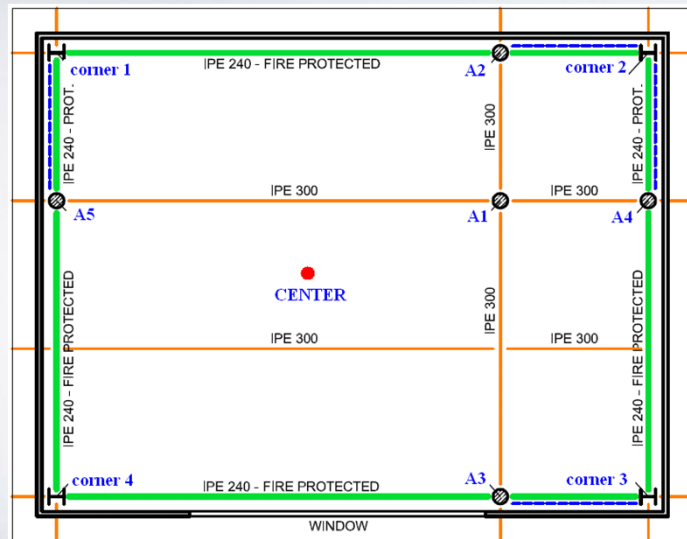 corner 1
IPE 240 - FIRE PROTECTED
A2
corner 2
IPE 240 - PROT.
IPE 300
IPE 240 - PROT.
IPE 300
IPE 300
A5
A1
A4
CENTER
IPE 240 - FIRE PROTECTED
IPE 300
IPE 240 - FIRE PROTECTED
IPE 300
IPE 300
corner 4
IPE 240 - FIRE PROTECTED
A3
corner 3
WINDOW